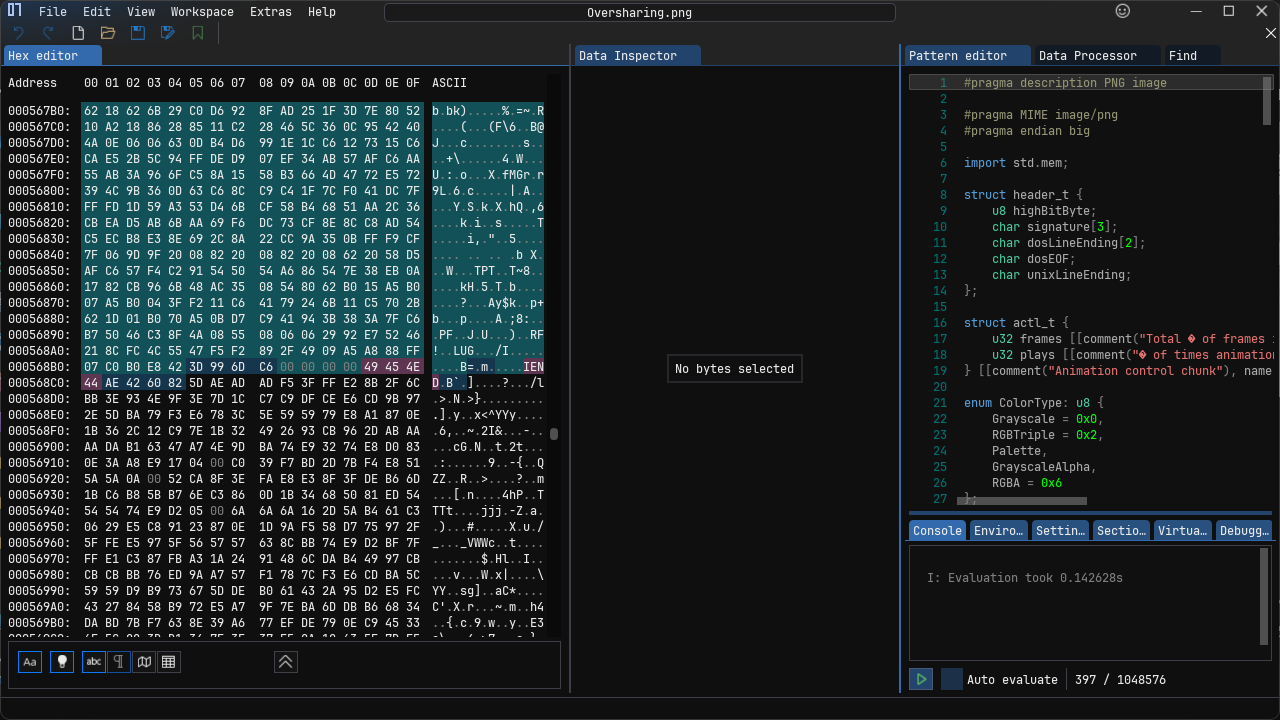 File Edit View Workspace Extras Help
Oversharing.png
Hex editor
Address 00 01 02 03 04 05 06 07 08 09 0A 0B 0C 0D 0E 0F ASCII
000567B0: 62 18 62 6B 29 C0 D6 92 8F AD 25 1F 3D 7E 80 52 b.bk).....%.=~.R
000567C0: 10 A2 18 86 28 85 11 C2 28 46 5C 36 0C 95 42 40 ....(...(F\6..B@
000567D0: 4A 0E 06 06 63 0D B4 D6 99 1E 1C C6 12 73 15 C6 J...c........s..
000567E0: CA E5 2B 5C 94 FF DE D9 07 EF 34 AB 57 AF C6 AA ..+\......4.W...
000567F0: 55 AB 3A 96 6F C5 8A 13 58 B3 66 4D 47 72 E5 72 U.:.o...X.fMGr.r
00056800: 39 4C 9B 36 0D 63 C6 8C C9 C4 1F 7C F0 41 DC 7F 9L.6.c.....|.A..
00056810: FF FD 1D 59 A3 53 D4 6B CF 58 B4 68 51 AA 2C 36 ...Y.S.k.X.hQ.,6
00056820: CB EA D5 AB 6B AA 69 F6 DC 73 CF 8E 8C C8 AD 54 ....k.i..s.....T
00056830: C5 EC B8 E3 8E 69 2C 8A 22 CC 9A 35 0B FF F9 CF .....i,."..5....
00056840: 7F 06 9D 9F 20 08 82 20 08 82 20 08 62 20 58 D5 .... .. .. .b X.
00056850: AF C6 57 F4 C2 91 54 50 54 A6 86 54 7E 38 EB 0A ..W...TPT..T~8..
00056860: 17 82 CB 96 6B 48 AC 33 08 54 80 62 B0 15 A5 B0 ....kH.3.T.b....
00056870: 07 A5 B0 04 3F F2 11 C0 41 79 24 6B 11 C5 70 2B ....?...Ay$k..p+
00056880: 62 1D 01 B0 70 A5 0B D7 C9 41 94 3B 38 3A 7F C6 b...p....A.;8:..
00056890: B7 50 46 C3 8F 4A 08 55 08 06 06 29 92 E7 52 46 .PF..J.U...)..RF
000568A0: 21 8C FC 4C 55 47 F5 F2 89 2F 49 09 A5 A8 88 FF !..LUG.../I.....
000568B0: 07 C0 B0 E8 42 3D 99 6D C6 00 00 00 00 49 45 4E ....B=.m.....IEN
000568C0: 44 AE 42 60 82 5D AE AD AD F5 3F FF E2 8B 2F 6C D.B`.]....?.../l
000568D0: BB 3E 93 4E 9F 3E 7D 1C C7 C9 DF CE E6 CD 9B 97 .>.N.>}.........
000568E0: 2E 5D BA 79 F3 E6 78 3C 5E 59 59 79 E8 A1 87 0E .].y..x<^YYy....
000568F0: 1B 36 2C 12 C9 7E 1B 32 49 26 93 CB 96 2D AB AA .6,..~.2I&...-..
00056900: AA DA B1 63 47 A7 4E 9D BA 74 E9 32 74 E8 D0 83 ...cG.N..t.2t...
00056910: 0E 3A A8 E9 17 04 00 C0 39 F7 BD 2D 7B F4 E8 51 .:......9..-{..Q
00056920: 5A 5A 0A 00 52 CA 8F 3E FA E8 E3 8F 3F DE B6 6D ZZ..R..>....?..m
00056930: 1B C6 B8 5B B7 6E C3 86 0D 1B 34 68 50 81 ED 54 ...[.n....4hP..T
00056940: 54 54 74 E9 D2 05 00 6A 6A 6A 16 2D 5A B4 61 C3 TTt....jjj.-Z.a.
00056950: 06 29 E5 C8 91 23 87 0E 1D 9A F5 58 D7 75 97 2F .)...#.....X.u./
00056960: 5F FE E5 97 5F 56 57 57 63 8C BB 74 E9 D2 BF 7F _..._VWWc..t....
00056970: FF E1 C3 87 FB A3 1A 24 91 48 6C DA B4 49 97 CB .......$.Hl..I..
00056980: CB CB BB 76 ED 9A A7 57 F1 78 7C F3 E6 CD BA 5C ...v...W.x|....\
00056990: 59 59 D9 B9 73 67 5D DE B0 61 43 2A 95 D2 E5 FC YY..sg]..aC*....
000569A0: 43 27 84 58 B9 72 E5 A7 9F 7E BA 6D DB B6 68 34 C'.X.r...~.m..h4
000569B0: DA BD 7B F7 63 8E 39 A6 77 EF DE 79 0E C9 45 33 ..{.c.9.w..y..E3
Aa abc
Data Inspector
No bytes selected
Pattern editor Data Processor Find
1 #pragma description PNG image
2
3 #pragma MIME image/png
4 #pragma endian big
5
6 import std.mem;
7
8 struct header_t {
9 u8 highBitByte;
10 char signature[3];
11 char dosLineEnding[2];
12 char dosEOF;
13 char unixLineEnding;
14 };
15
16 struct actl_t {
17 u32 frames [[comment("Total � of frames
18 u32 plays [[comment("� of times animation
19 } [[comment("Animation control chunk"), name
20
21 enum ColorType: u8 {
22 Grayscale = 0x0,
23 RGBTriple = 0x2,
24 Palette,
25 GrayscaleAlpha,
26 RGBA = 0x6
27 };
Console Enviro… Settin… Sectio… Virtua… Debugg…
I: Evaluation took 0.142628s
Auto evaluate 397 / 1048576